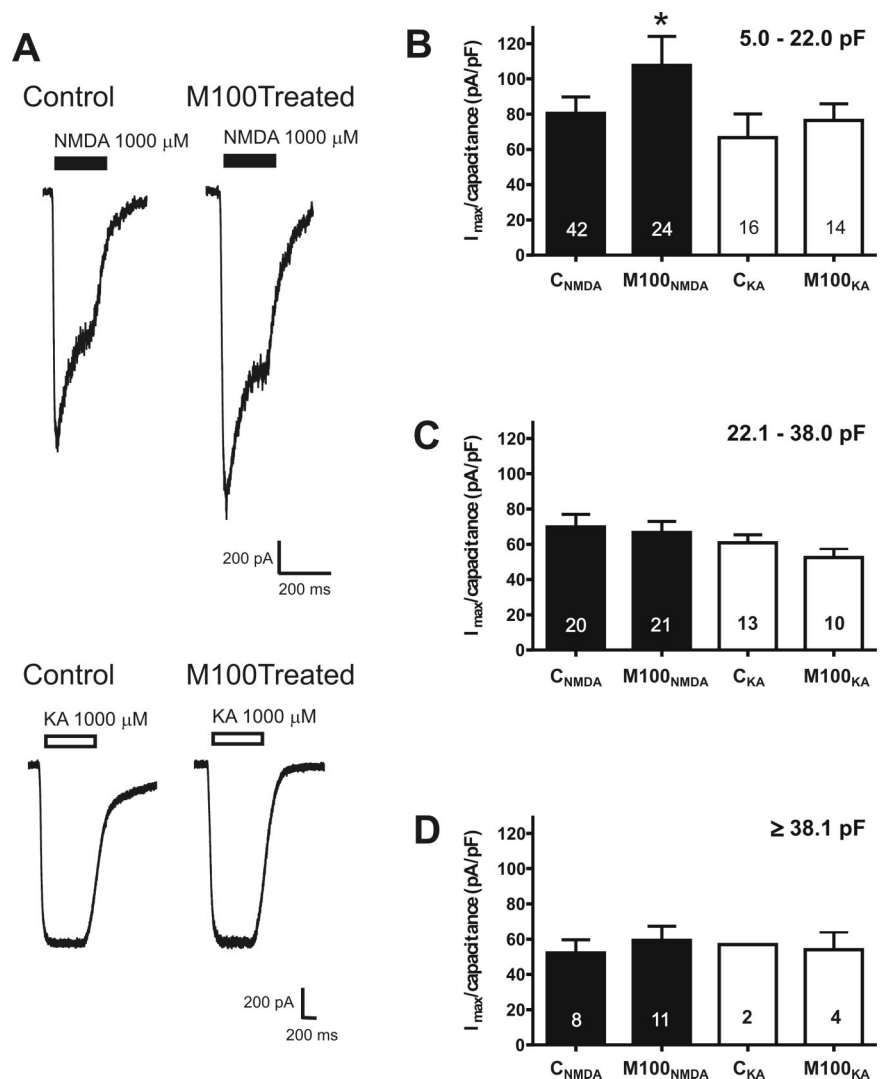 A
Control M100Treated
NMDA 1000 μM NMDA 1000 μM
200 pA
200 ms
Control M100Treated
KA 1000 μM KA 1000 μM
200 pA
200 ms
B
5.0 - 22.0 pF
*
Imax/capacitance (pA/pF)
120
100
80
60
40
20
0
42 24 16 14
CNMDA M100NMDA CKA M100KA
C
22.1 - 38.0 pF
Imax/capacitance (pA/pF)
120
100
80
60
40
20
0
20 21 13 10
CNMDA M100NMDA CKA M100KA
D
≥ 38.1 pF
Imax/capacitance (pA/pF)
120
100
80
60
40
20
0
8 11 2 4
CNMDA M100NMDA CKA M100KA